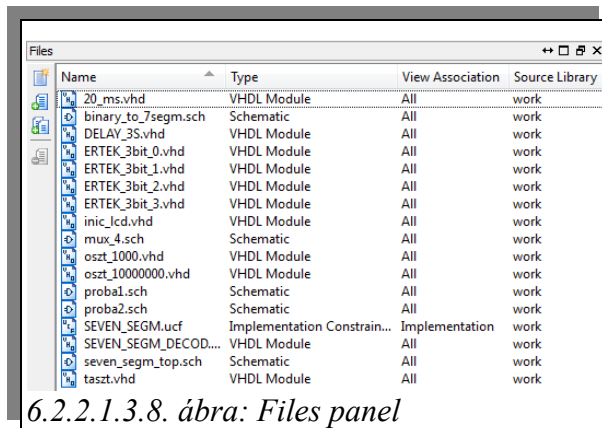 Files
Name Type View Association Source Library
20_ms.vhd VHDL Module All work
binary_to_7segm.sch Schematic All work
DELAY_3S.vhd VHDL Module All work
ERTEK_3bit_0.vhd VHDL Module All work
ERTEK_3bit_1.vhd VHDL Module All work
ERTEK_3bit_2.vhd VHDL Module All work
ERTEK_3bit_3.vhd VHDL Module All work
inic_lcd.vhd VHDL Module All work
mux_4.sch Schematic All work
oszt_1000.vhd VHDL Module All work
oszt_10000000.vhd VHDL Module All work
proba1.sch Schematic All work
proba2.sch Schematic All work
SEVEN_SEGM.ucf Implementation Constrain... Implementation work
SEVEN_SEGM_DECOD.... VHDL Module All work
seven_segm_top.sch Schematic All work
taszt.vhd VHDL Module All work
6.2.2.1.3.8. ábra: Files panel